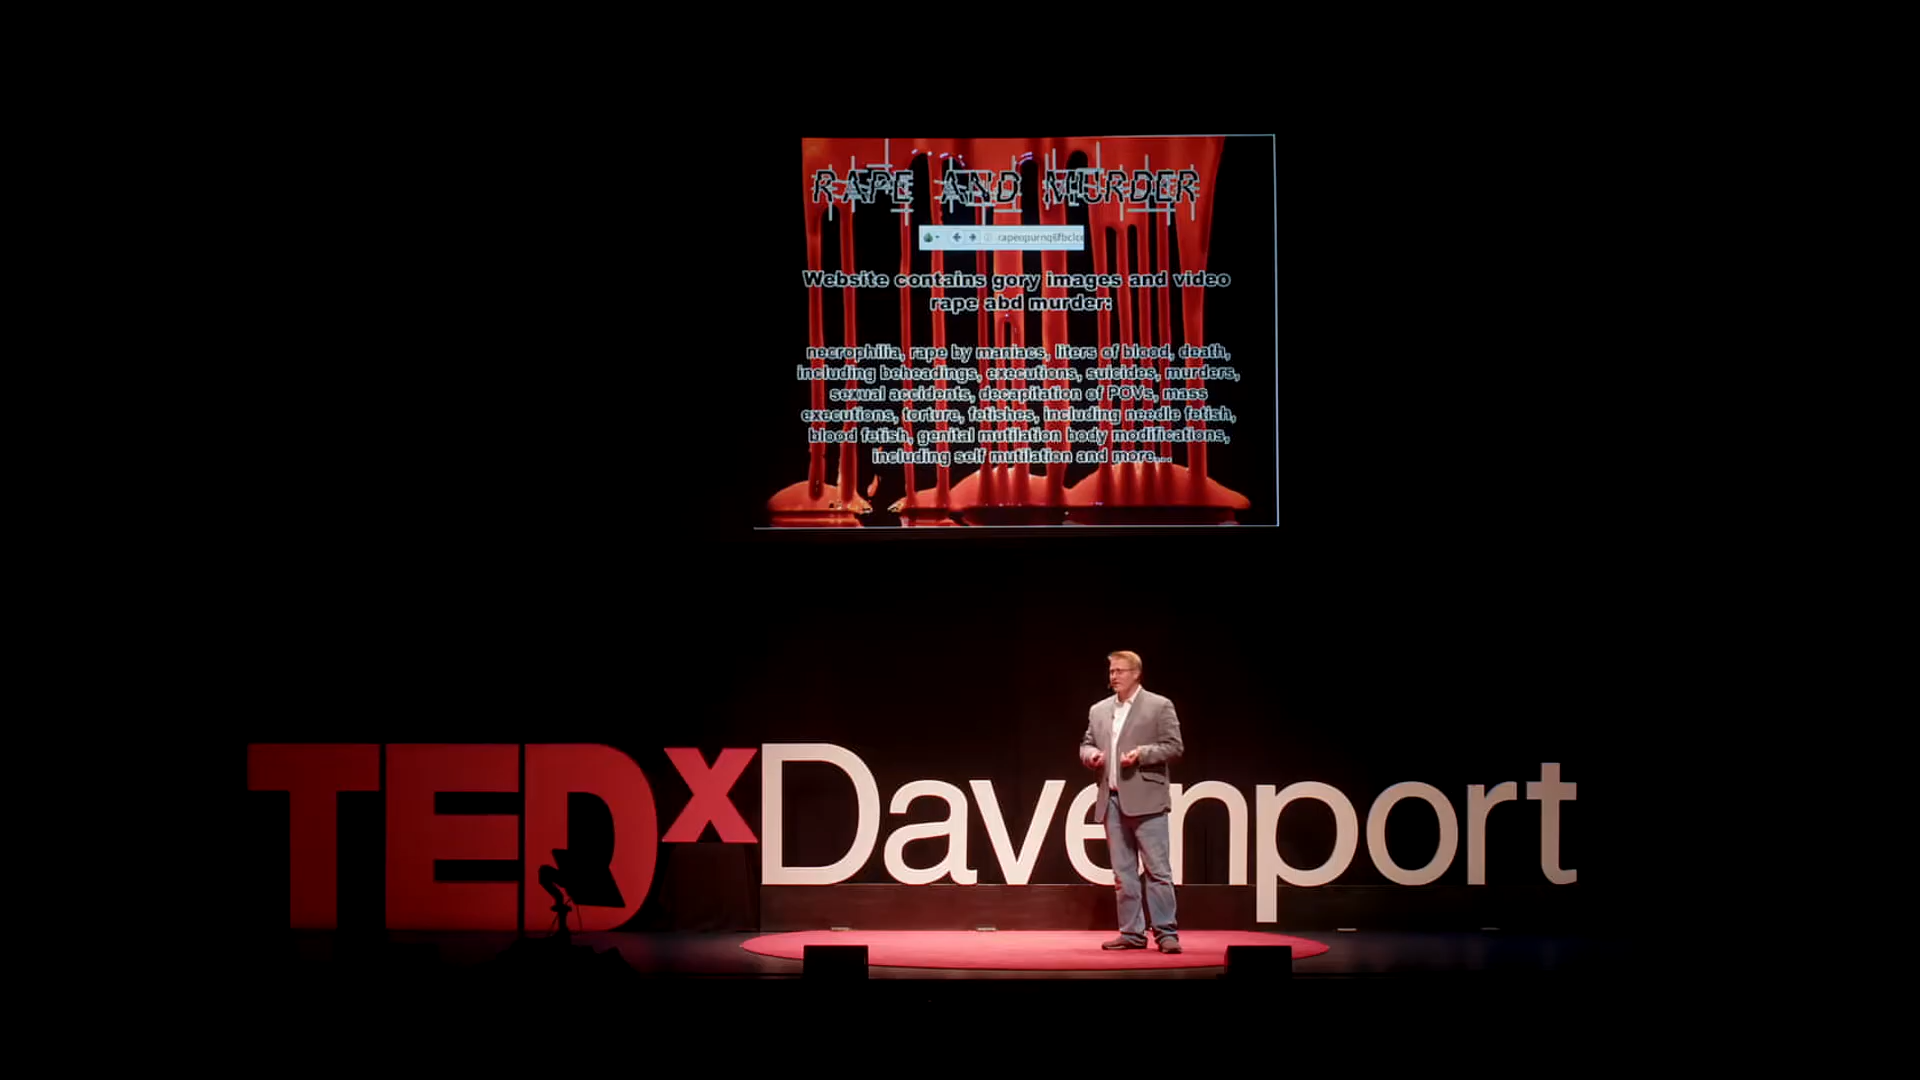 RAPE AND MURDER
Website contains gory images and video
rape abd murder:
necrophilia, rape by maniacs, liters of blood, death,
including beheadings, executions, suicides, murders,
sexual accidents, decapitation of POVs, mass
executions, torture, fetishes, including needle fetish,
blood fetish, genital mutilation body modifications,
including self mutilation and more...
TEDxDavenport